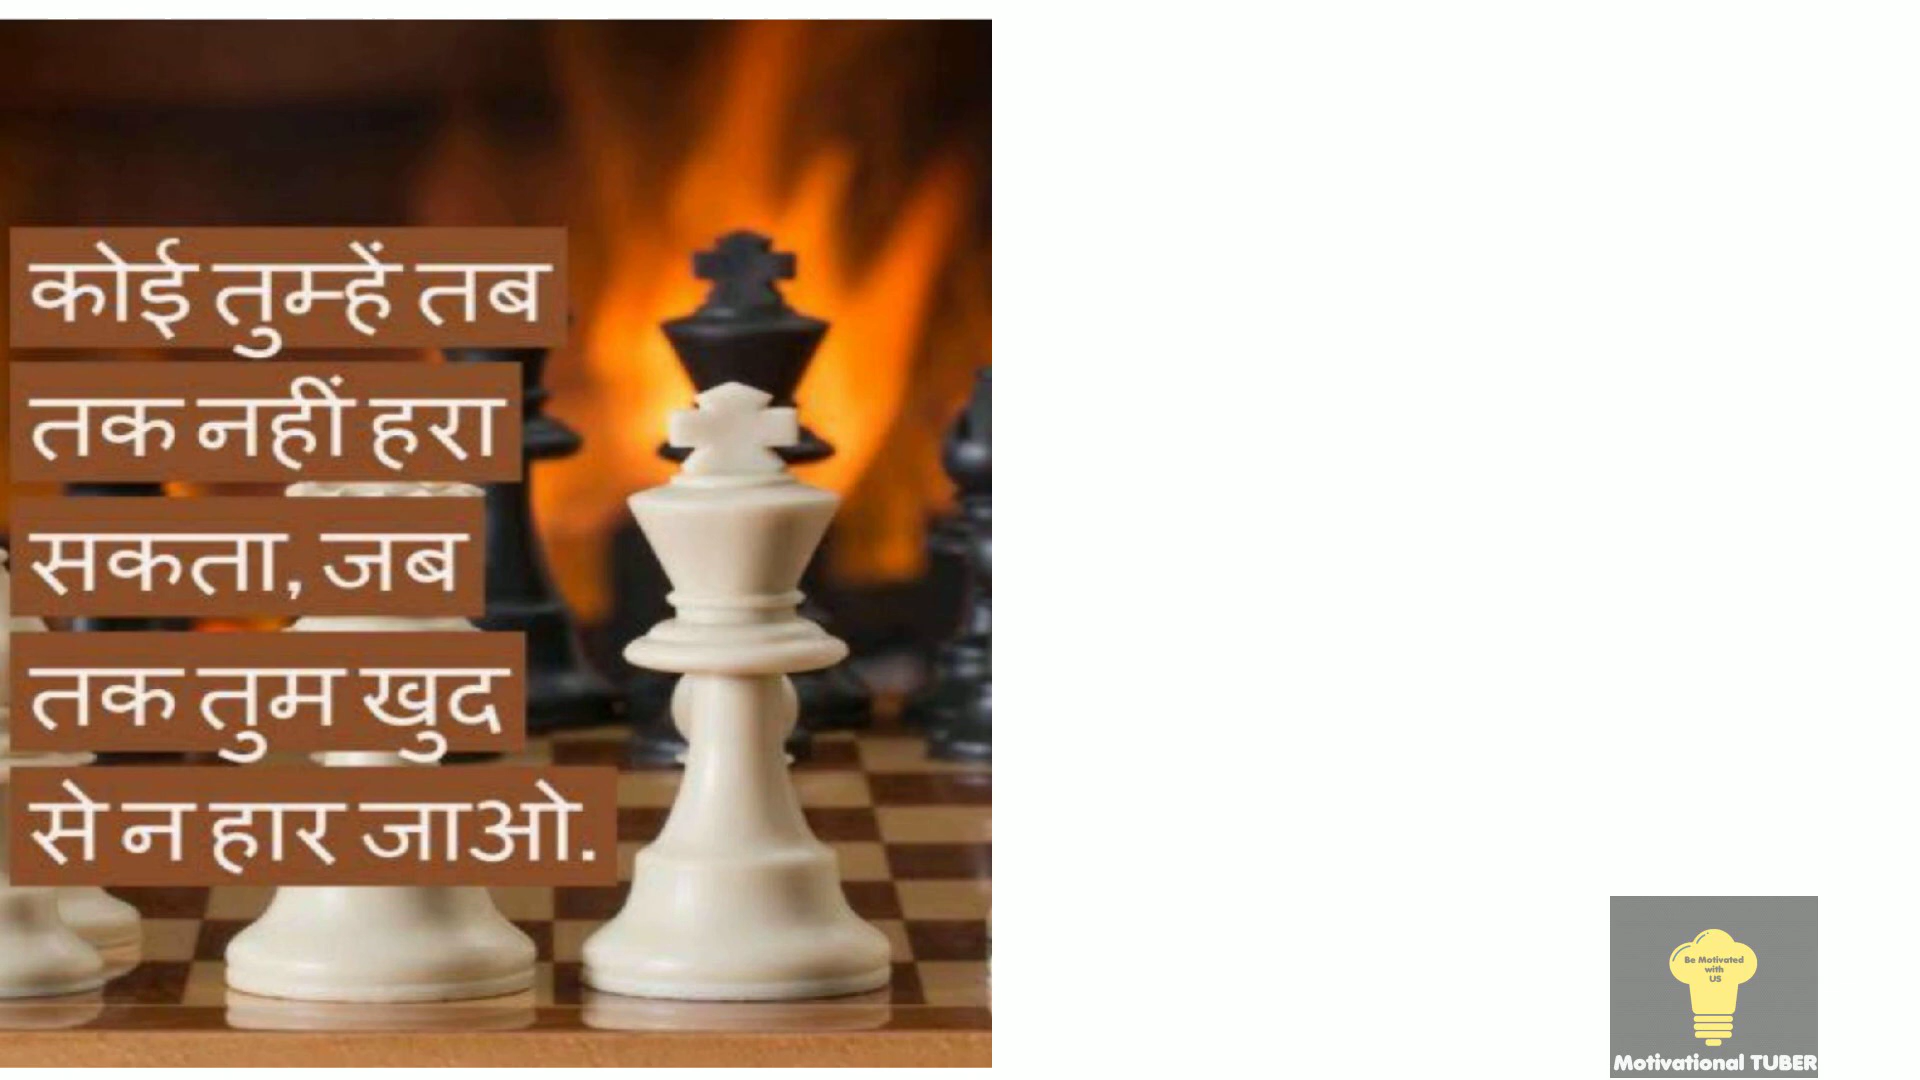 कोई तुम्हें तब
तक नहीं हरा
सकता, जब
तक तुम खुद
से न हार जाओ.
Be Motivated
with
US
Motivational TUBER